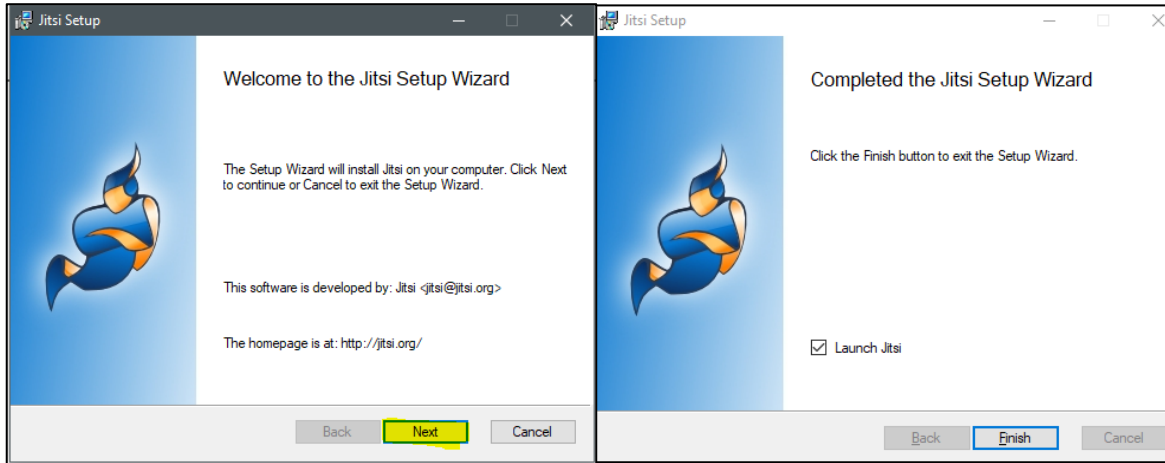 Jitsi Setup
Welcome to the Jitsi Setup Wizard
The Setup Wizard will install Jitsi on your computer. Click Next
to continue or Cancel to exit the Setup Wizard.
This software is developed by: Jitsi <jitsi@jitsi.org>
The homepage is at: http://jitsi.org/
Back
Next
Cancel
Jitsi Setup
Completed the Jitsi Setup Wizard
Click the Finish button to exit the Setup Wizard.
Launch Jitsi
Back
Finish
Cancel